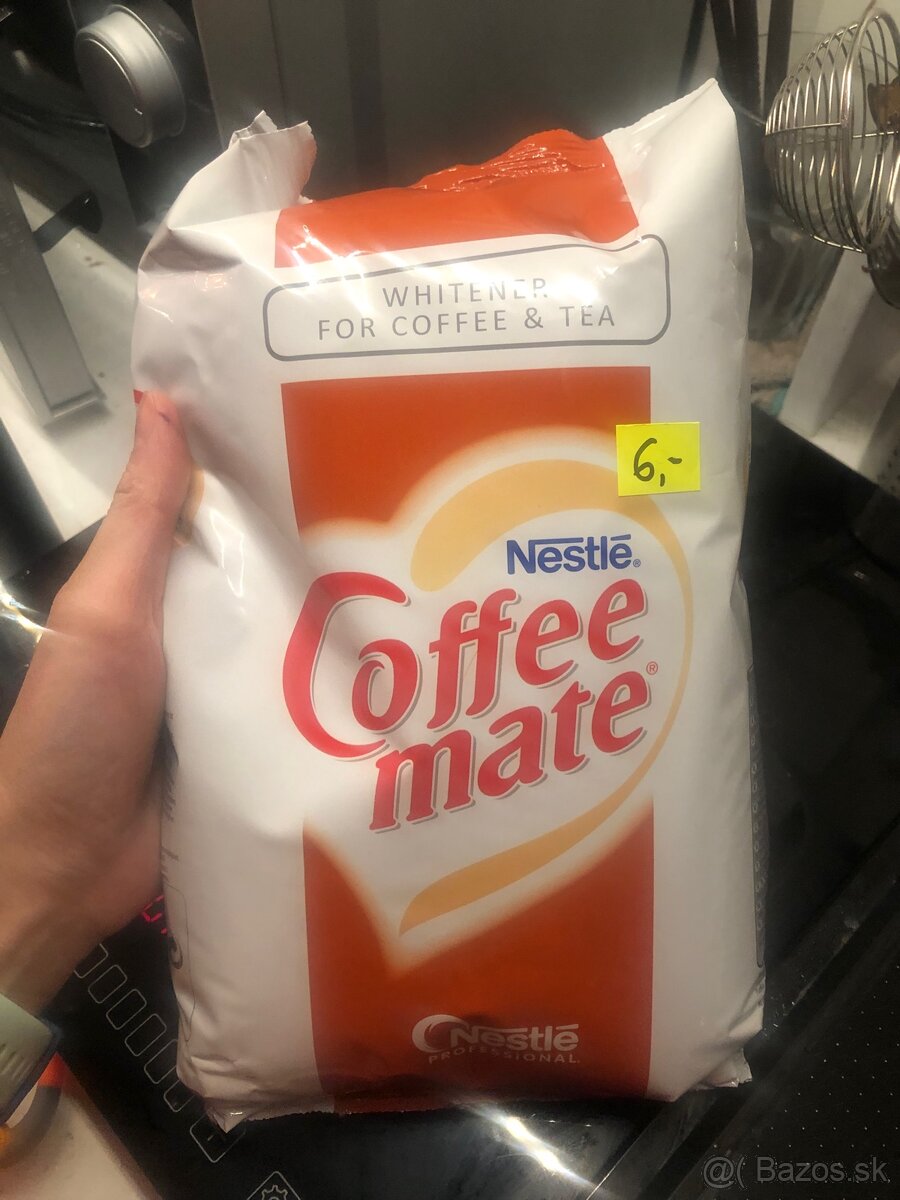 WHITENER
FOR COFFEE & TEA
6,-
Nestlé®
Coffee
mate®
Nestlé
PROFESSIONAL.
@( Bazos.sk